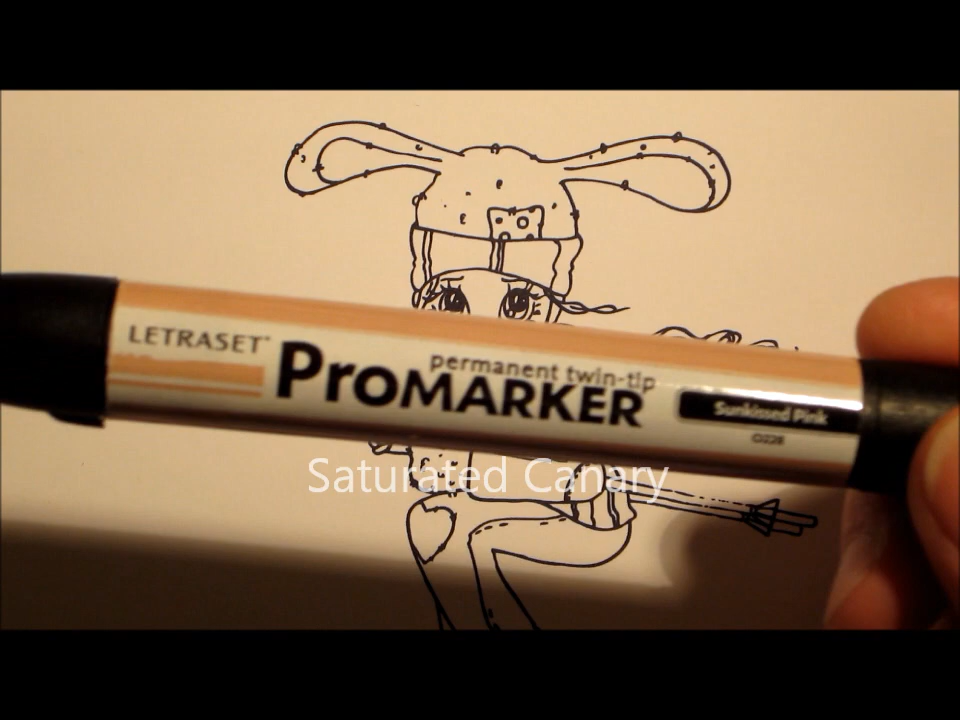 LETRASET
permanent twin-tip
PROMARKER
Sunkissed Pink
O228
Saturated Canary